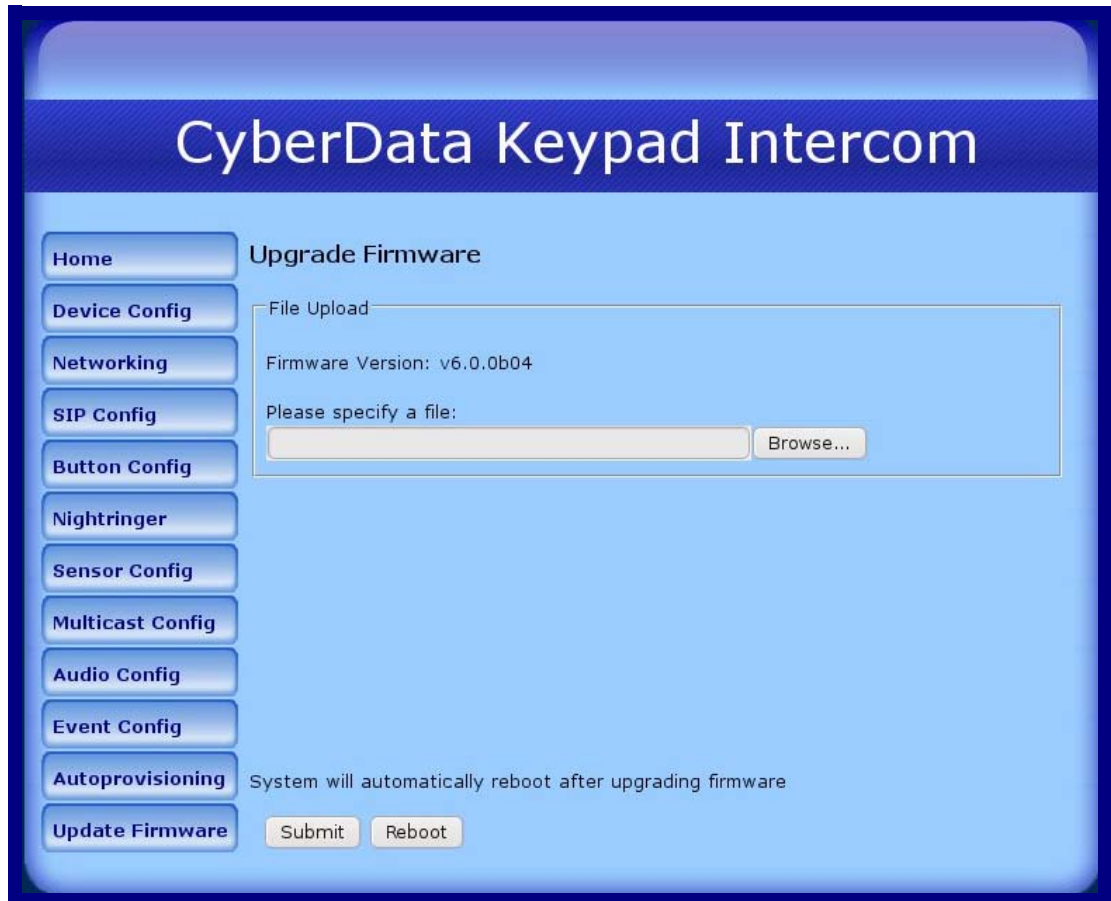 CyberData Keypad Intercom
Home
Device Config
Networking
SIP Config
Button Config
Nightringer
Sensor Config
Multicast Config
Audio Config
Event Config
Autoprovisioning
Update Firmware
Upgrade Firmware
File Upload
Firmware Version: v6.0.0b04
Please specify a file:
Browse...
System will automatically reboot after upgrading firmware
Submit Reboot